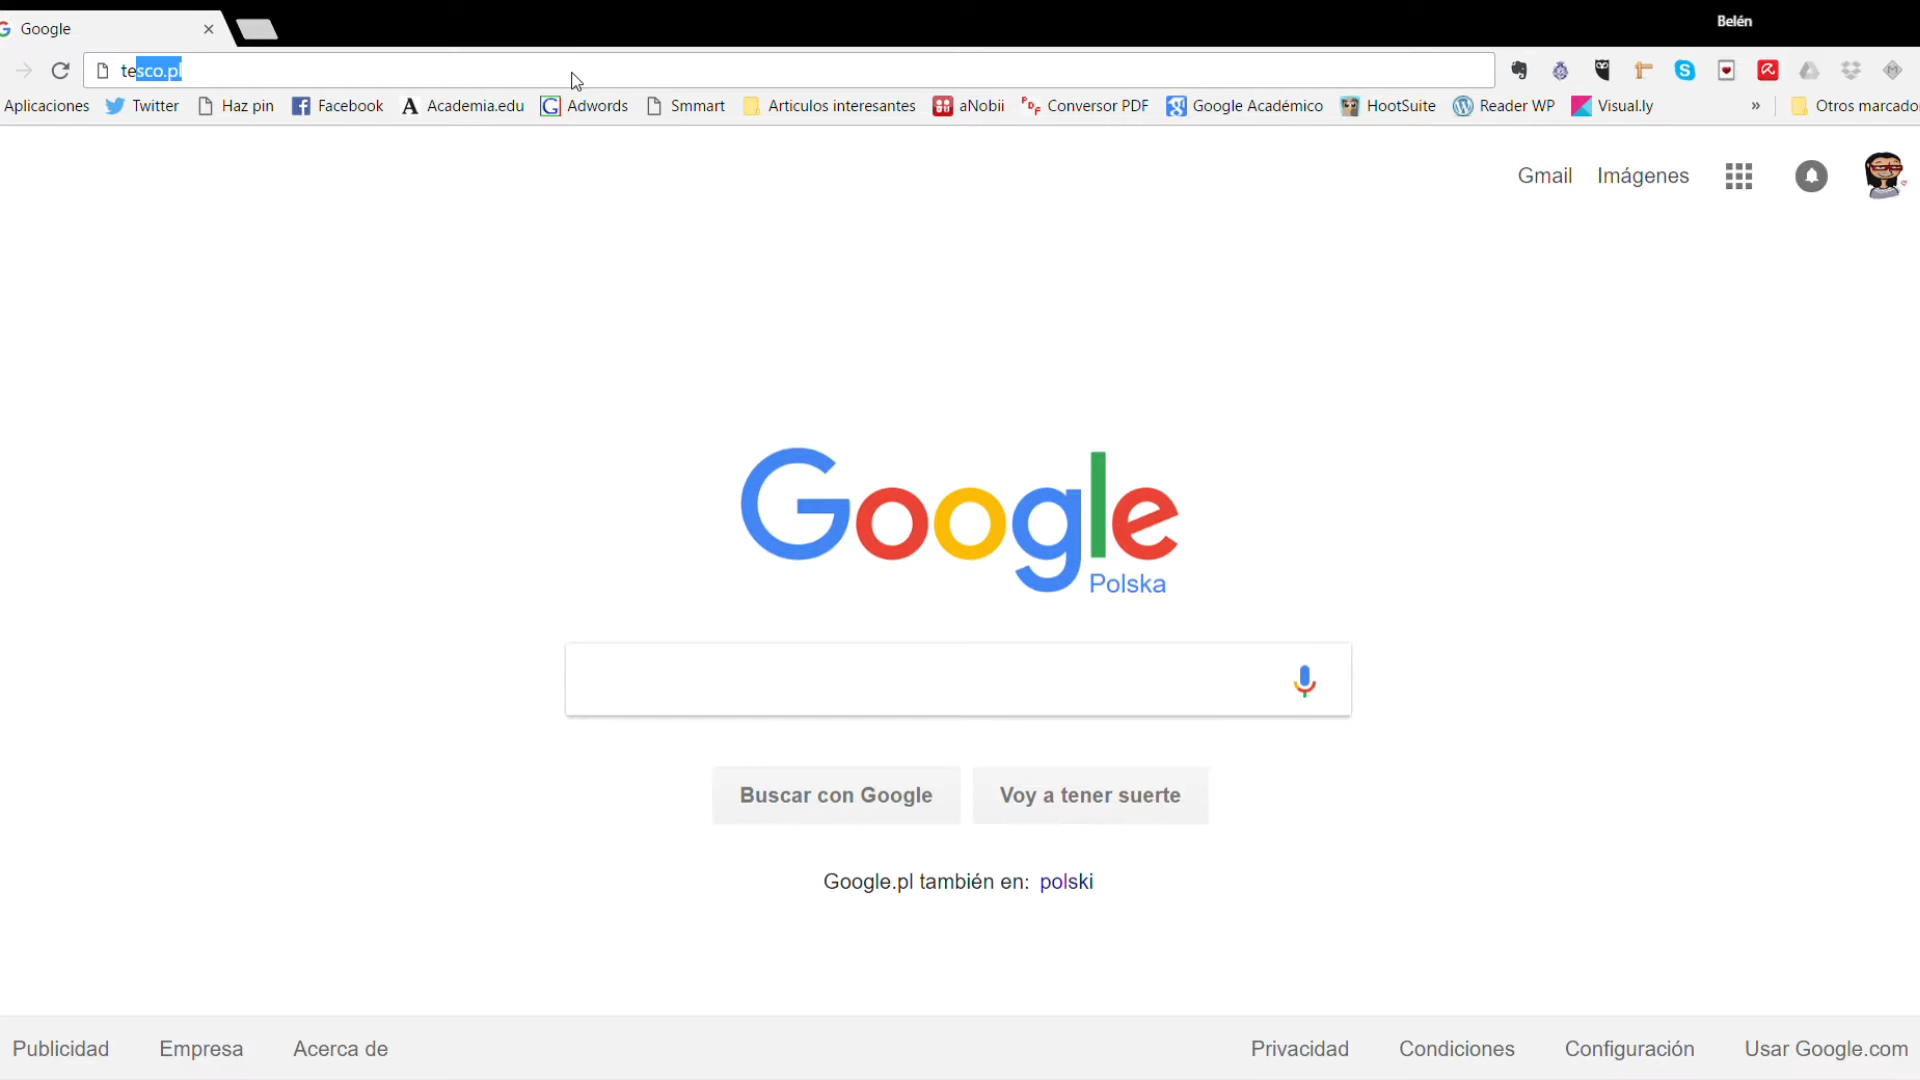 Belén
Google
tesco.pl
Aplicaciones Twitter Haz pin Facebook Academia.edu Adwords Smmart Articulos interesantes aNobii Conversor PDF Google Académico HootSuite Reader WP Visual.ly » Otros marcado
Gmail Imágenes
Google
Polska
Buscar con Google Voy a tener suerte
Google.pl también en: polski
Publicidad Empresa Acerca de Privacidad Condiciones Configuración Usar Google.com